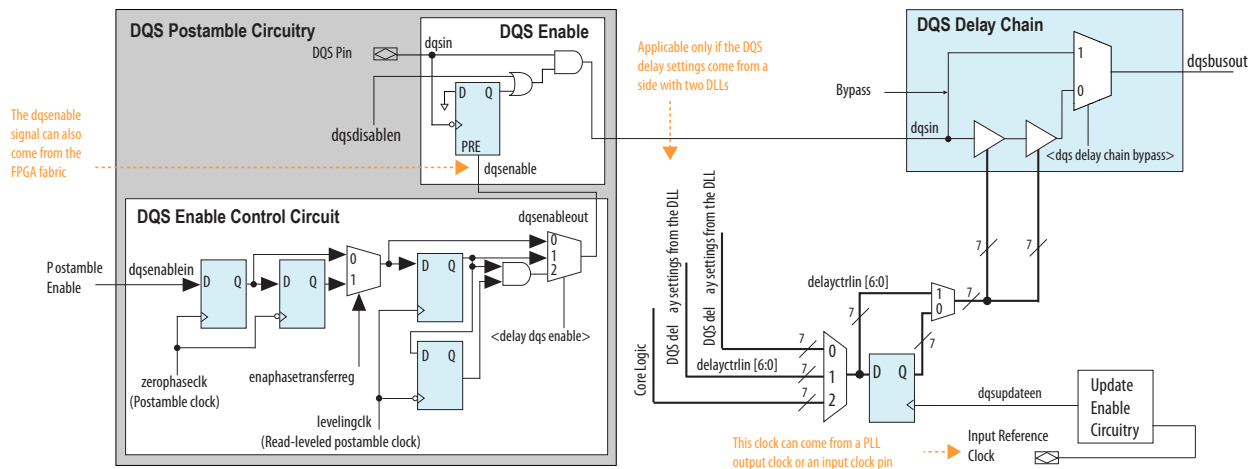 DQS Postamble Circuitry
DQS Enable
DQS Pin
dqsin
D Q
PRE
dqsdisablen
dqsenable
The dqsenable
signal can also
come from the
FPGA fabric
Applicable only if the DQS
delay settings come from a
side with two DLLs
DQS Delay Chain
Bypass
dqsin
1
0
dqsbusout
<dqs delay chain bypass>
DQS Enable Control Circuit
dqsenableout
Postamble
Enable
dqsenablein
D Q
D Q
0
1
D Q
D Q
0
1
2
<delay dqs enable>
zerophaseclk
(Postamble clock)
enaphasetransferreg
levelingclk
(Read-leveled postamble clock)
Core Logic
DQS del ay settings from the DLL
DQS del ay settings from the DLL
delayctrlin [6:0]
7
7
7
0
1
2
delayctrlin [6:0]
7
D Q
7
1
0
7
7
7
dqsupdateen
Update
Enable
Circuitry
This clock can come from a PLL
output clock or an input clock pin
Input Reference
Clock